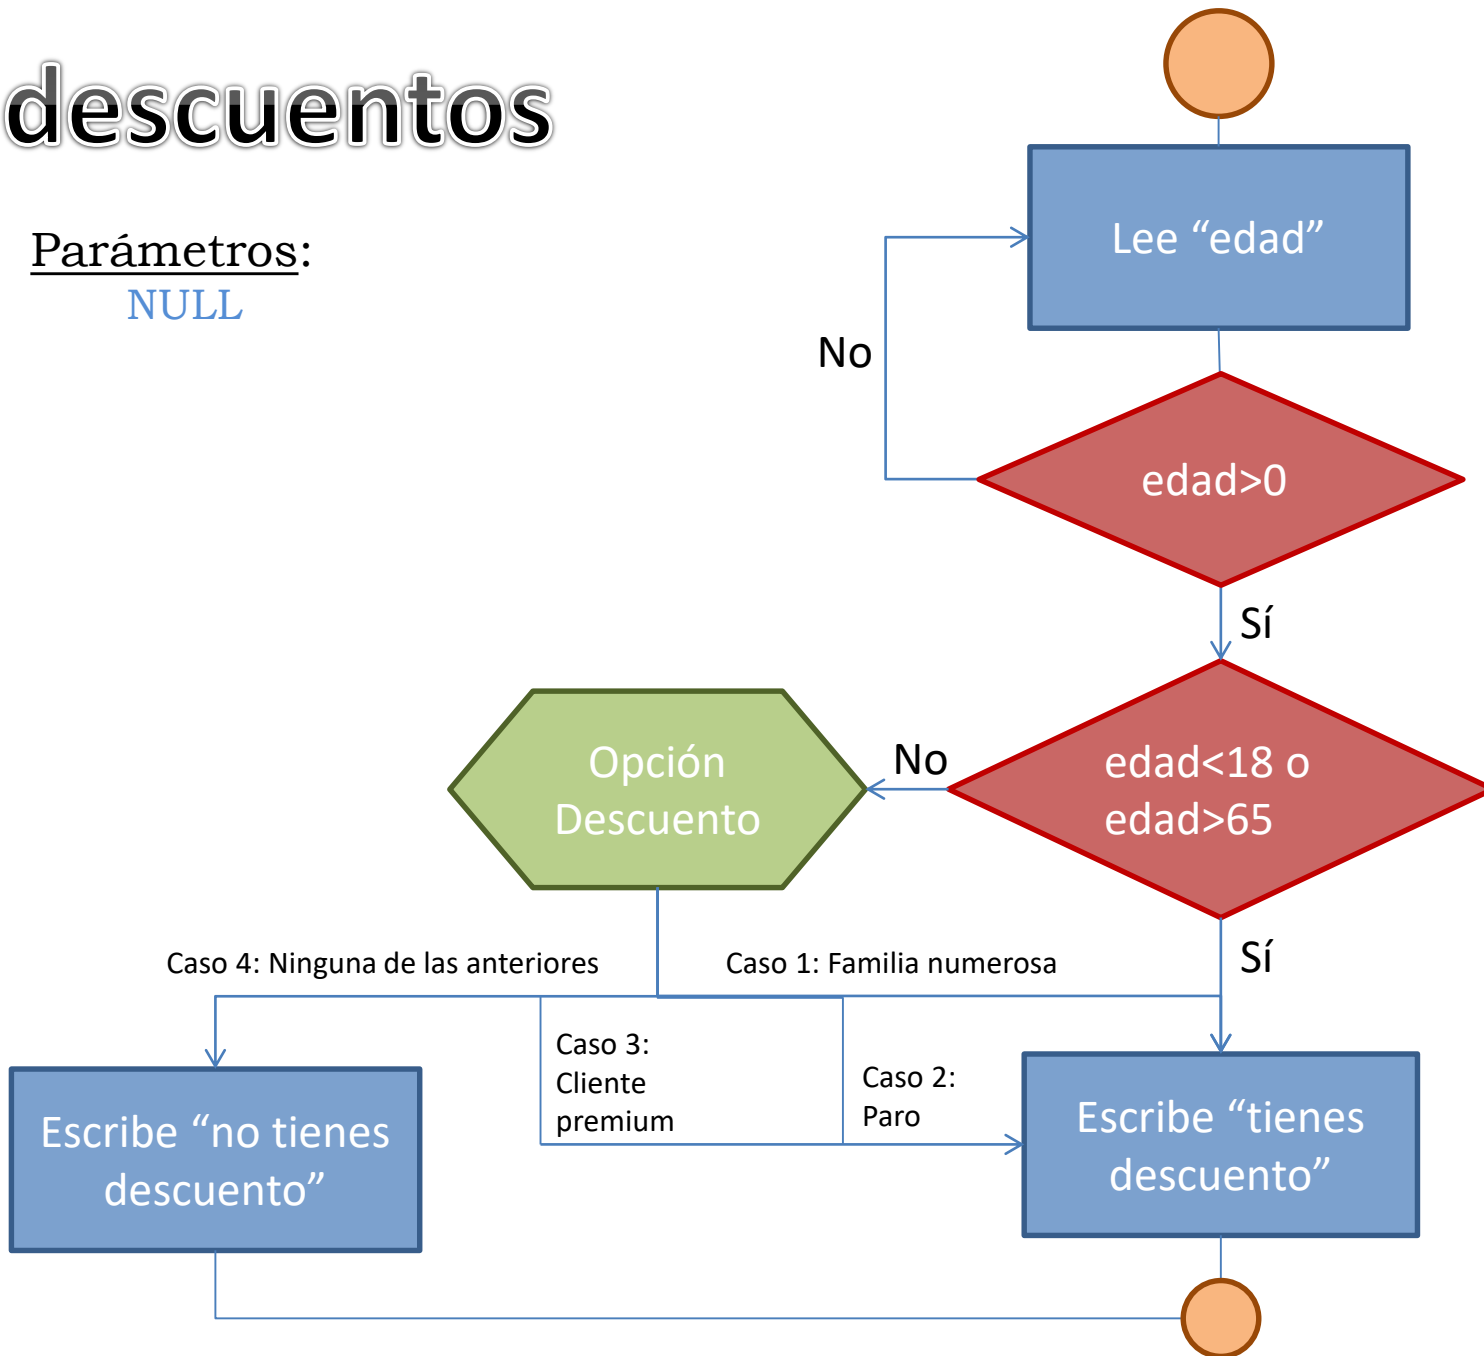 descuentos
Parámetros:
NULL
Lee “edad”
No
edad>0
Sí
Opción
Descuento
No
edad<18 o
edad>65
Sí
Caso 4: Ninguna de las anteriores
Caso 1: Familia numerosa
Caso 3:
Cliente
premium
Caso 2:
Paro
Escribe “no tienes
descuento”
Escribe “tienes
descuento”